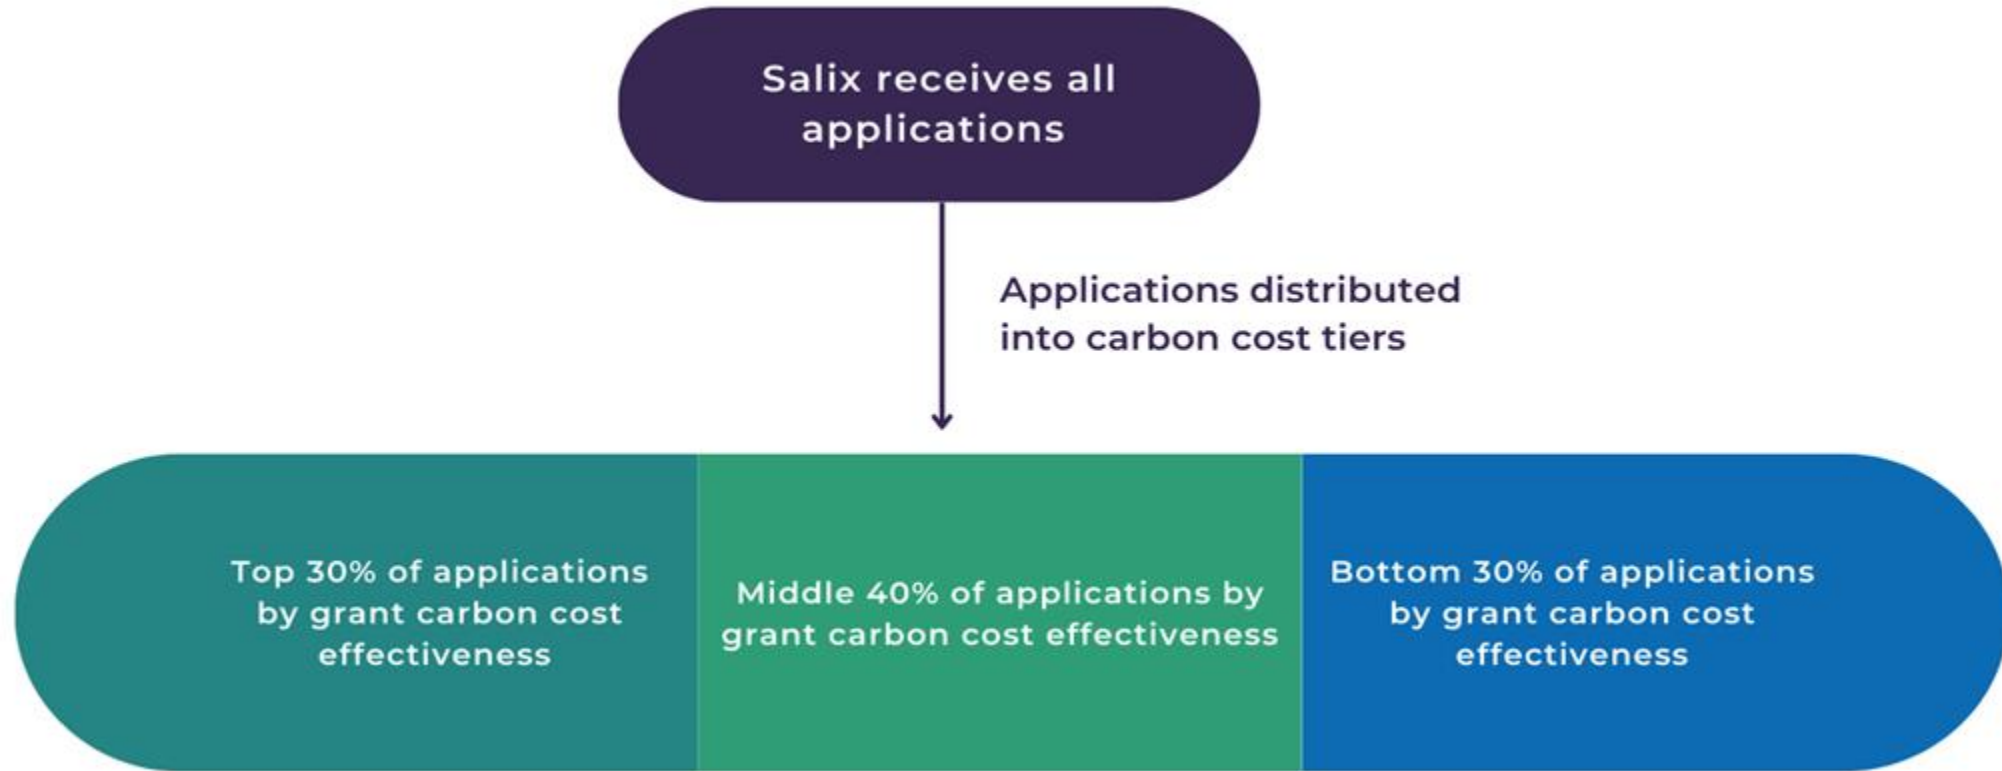 Salix receives all
applications
Applications distributed
into carbon cost tiers
Top 30% of applications
by grant carbon cost
effectiveness
Middle 40% of applications by
grant carbon cost effectiveness
Bottom 30% of applications
by grant carbon cost
effectiveness